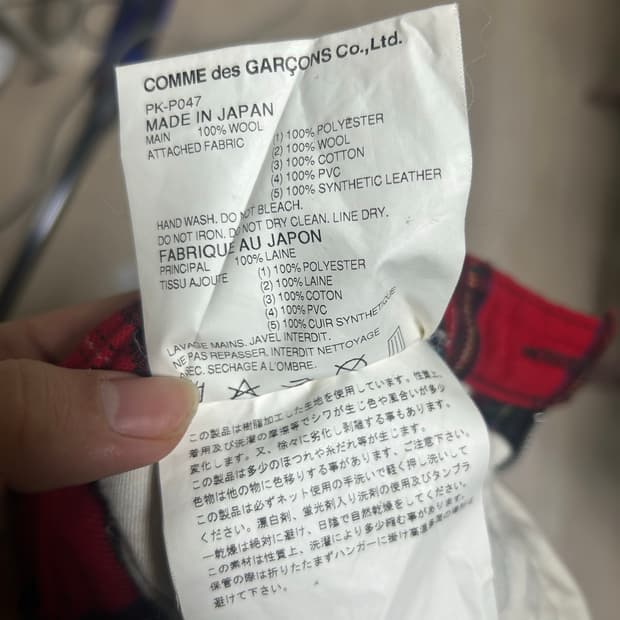 COMME des GARÇONS Co.,Ltd.
PK-P047
MADE IN JAPAN
MAIN 100% WOOL
ATTACHED FABRIC (1) 100% POLYESTER
(2) 100% WOOL
(3) 100% COTTON
(4) 100% PVC
(5) 100% SYNTHETIC LEATHER
HAND WASH. DO NOT BLEACH.
DO NOT IRON. DO NOT DRY CLEAN. LINE DRY.
FABRIQUE AU JAPON
PRINCIPAL 100% LAINE
TISSU AJOUTE (1) 100% POLYESTER
(2) 100% LAINE
(3) 100% COTON
(4) 100% PVC
(5) 100% CUIR SYNTHETIQUE
LAVAGE MAINS. JAVEL INTERDIT.
NE PAS REPASSER. INTERDIT NETTOYAGE
SEC. SECHAGE A L'OMBRE.
この製品は樹脂加工した生地を使用しています。性質上、
着用及び洗濯の摩擦等でシワが生じ色や風合いが多少
変化します。又、徐々に劣化し剥離する事もあります。
この製品は多少のほつれや糸だれ等が生じます。
色物は他の物に色移りする事があります、ご注意下さい。
この製品は必ずネット使用の手洗いで軽く押し洗いして
ください。漂白剤、蛍光剤入り洗剤の使用及びタンブラ
ー乾燥は絶対に避け、日陰で自然乾燥をしてください。
この素材は性質上、洗濯により多少縮む事があります。
保管の際は折りたたまずハンガーに掛け高温多湿の場所は
避けて下さい。